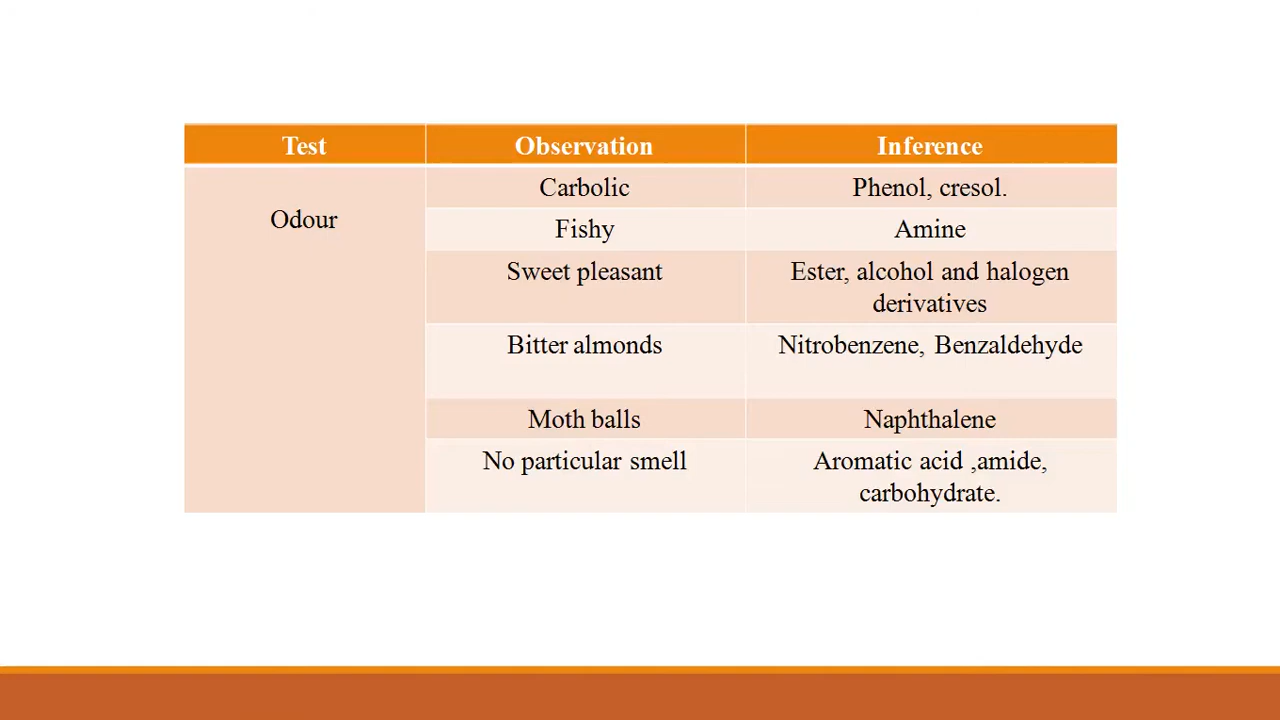 Test Observation Inference
Carbolic Phenol, cresol.
Odour
Fishy Amine
Sweet pleasant Ester, alcohol and halogen
derivatives
Bitter almonds Nitrobenzene, Benzaldehyde
Moth balls Naphthalene
No particular smell Aromatic acid ,amide,
carbohydrate.